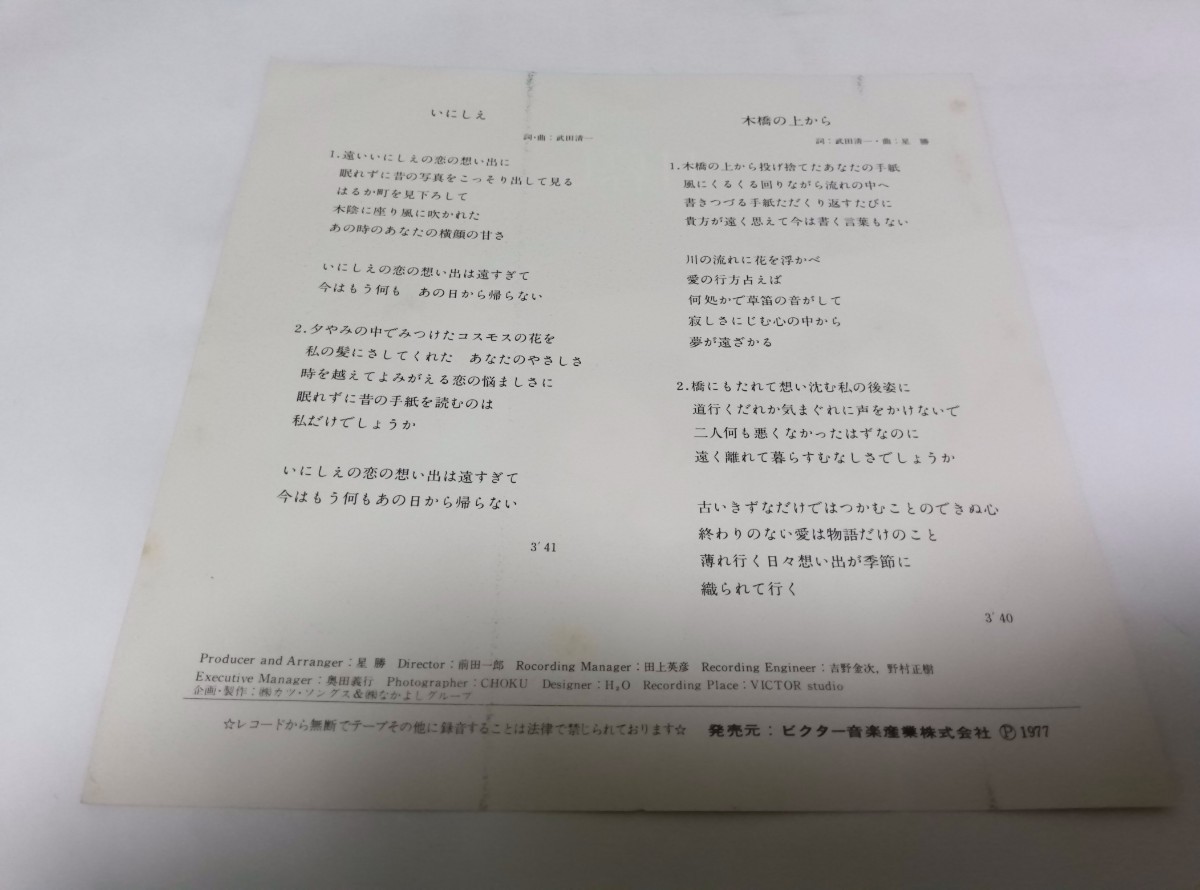 いにしえ
詞・曲：武田清一
1.遠いいにしえの恋の想い出に
眠れずに昔の写真をこっそり出して見る
はるか町を見下ろして
木陰に座り風に吹かれた
あの時のあなたの横顔の甘さ
いにしえの恋の想い出は遠すぎて
今はもう何も　あの日から帰らない
2.夕やみの中でみつけたコスモスの花を
私の髪にさしてくれた　あなたのやさしさ
時を越えてよみがえる恋の悩ましさに
眠れずに昔の手紙を読むのは
私だけでしょうか
いにしえの恋の想い出は遠すぎて
今はもう何もあの日から帰らない
3'41
木橋の上から
詞：武田清一・曲：星　勝
1.木橋の上から投げ捨てたあなたの手紙
風にくるくる回りながら流れの中へ
書きつづる手紙ただくり返すたびに
貴方が遠く思えて今は書く言葉もない
川の流れに花を浮かべ
愛の行方占えば
何処かで草笛の音がして
寂しさにじむ心の中から
夢が遠ざかる
2.橋にもたれて想い沈む私の後姿に
道行くだれか気まぐれに声をかけないで
二人何も悪くなかったはずなのに
遠く離れて暮らすむなしさでしょうか
古いきずなだけではつかむことのできぬ心
終わりのない愛は物語だけのこと
薄れ行く日々想い出が季節に
織られて行く
3'40
Producer and Arranger：星 勝　Director：前田一郎　Rocording Manager：田上英彦　Recording Engineer：吉野金次、野村正樹
Executive Manager：奥田義行　Photographer：CHOKU　Designer：H₂O　Recording Place：VICTOR studio
企画・製作：㈱カツ・ソングス&㈱なかよしグループ
☆レコードから無断でテープその他に録音することは法律で禁じられております☆　発売元：ビクター音楽産業株式会社 Ⓟ1977